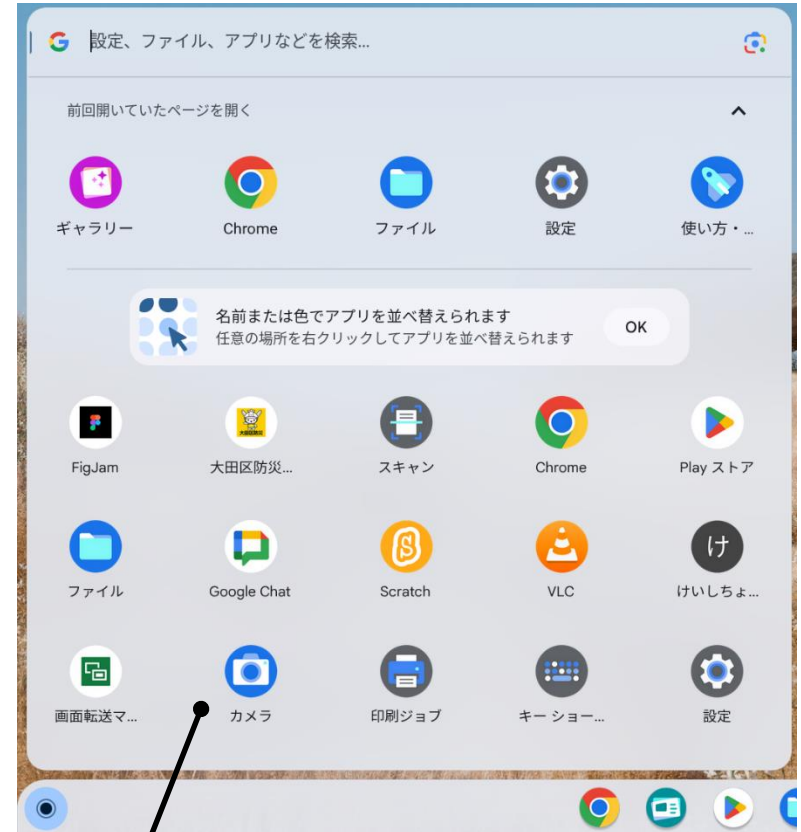 設定、ファイル、アプリなどを検索...
前回開いていたページを開く
ギャラリー Chrome ファイル 設定 使い方・...
名前または色でアプリを並べ替えられます
任意の場所を右クリックしてアプリを並べ替えられます
OK
FigJam 大田区防災... スキャン Chrome Play ストア
ファイル Google Chat Scratch VLC けいしちょ...
け
画面転送マ... カメラ 印刷ジョブ キー ショー... 設定